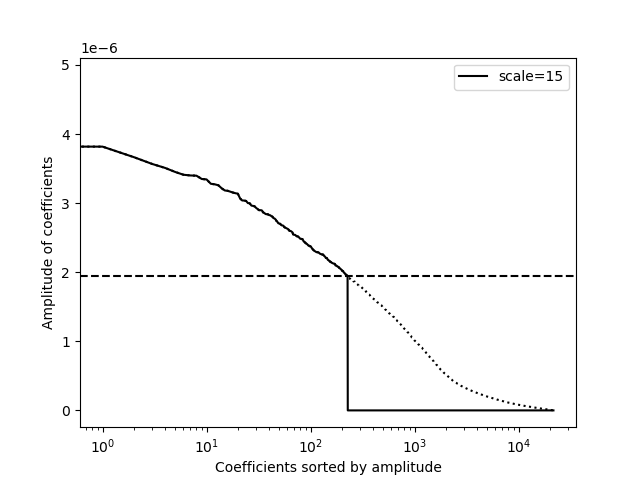 1e−6
5
4
3
2
1
0
scale=15
Amplitude of coefficients
10⁰ 10¹ 10² 10³ 10⁴
Coefficients sorted by amplitude